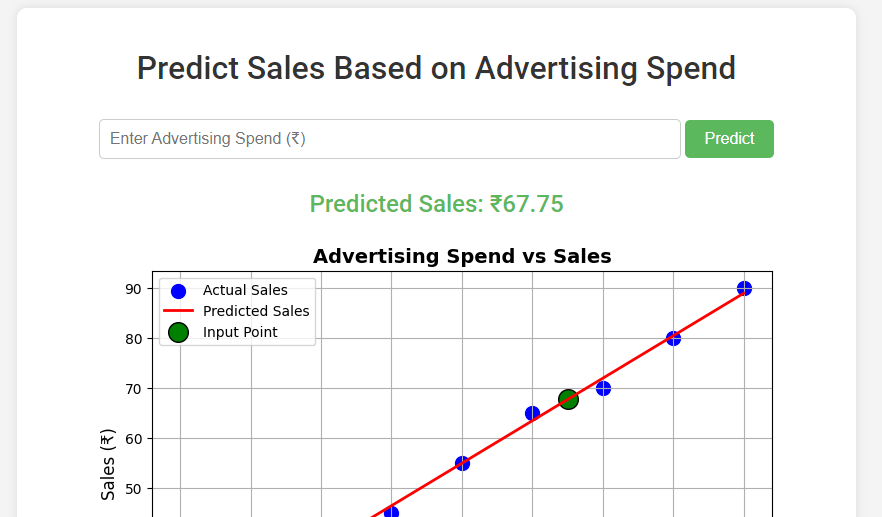 Predict Sales Based on Advertising Spend
Enter Advertising Spend (₹)
Predict
Predicted Sales: ₹67.75
Advertising Spend vs Sales
Actual Sales
Predicted Sales
Input Point
90
80
70
60
50
Sales (₹)